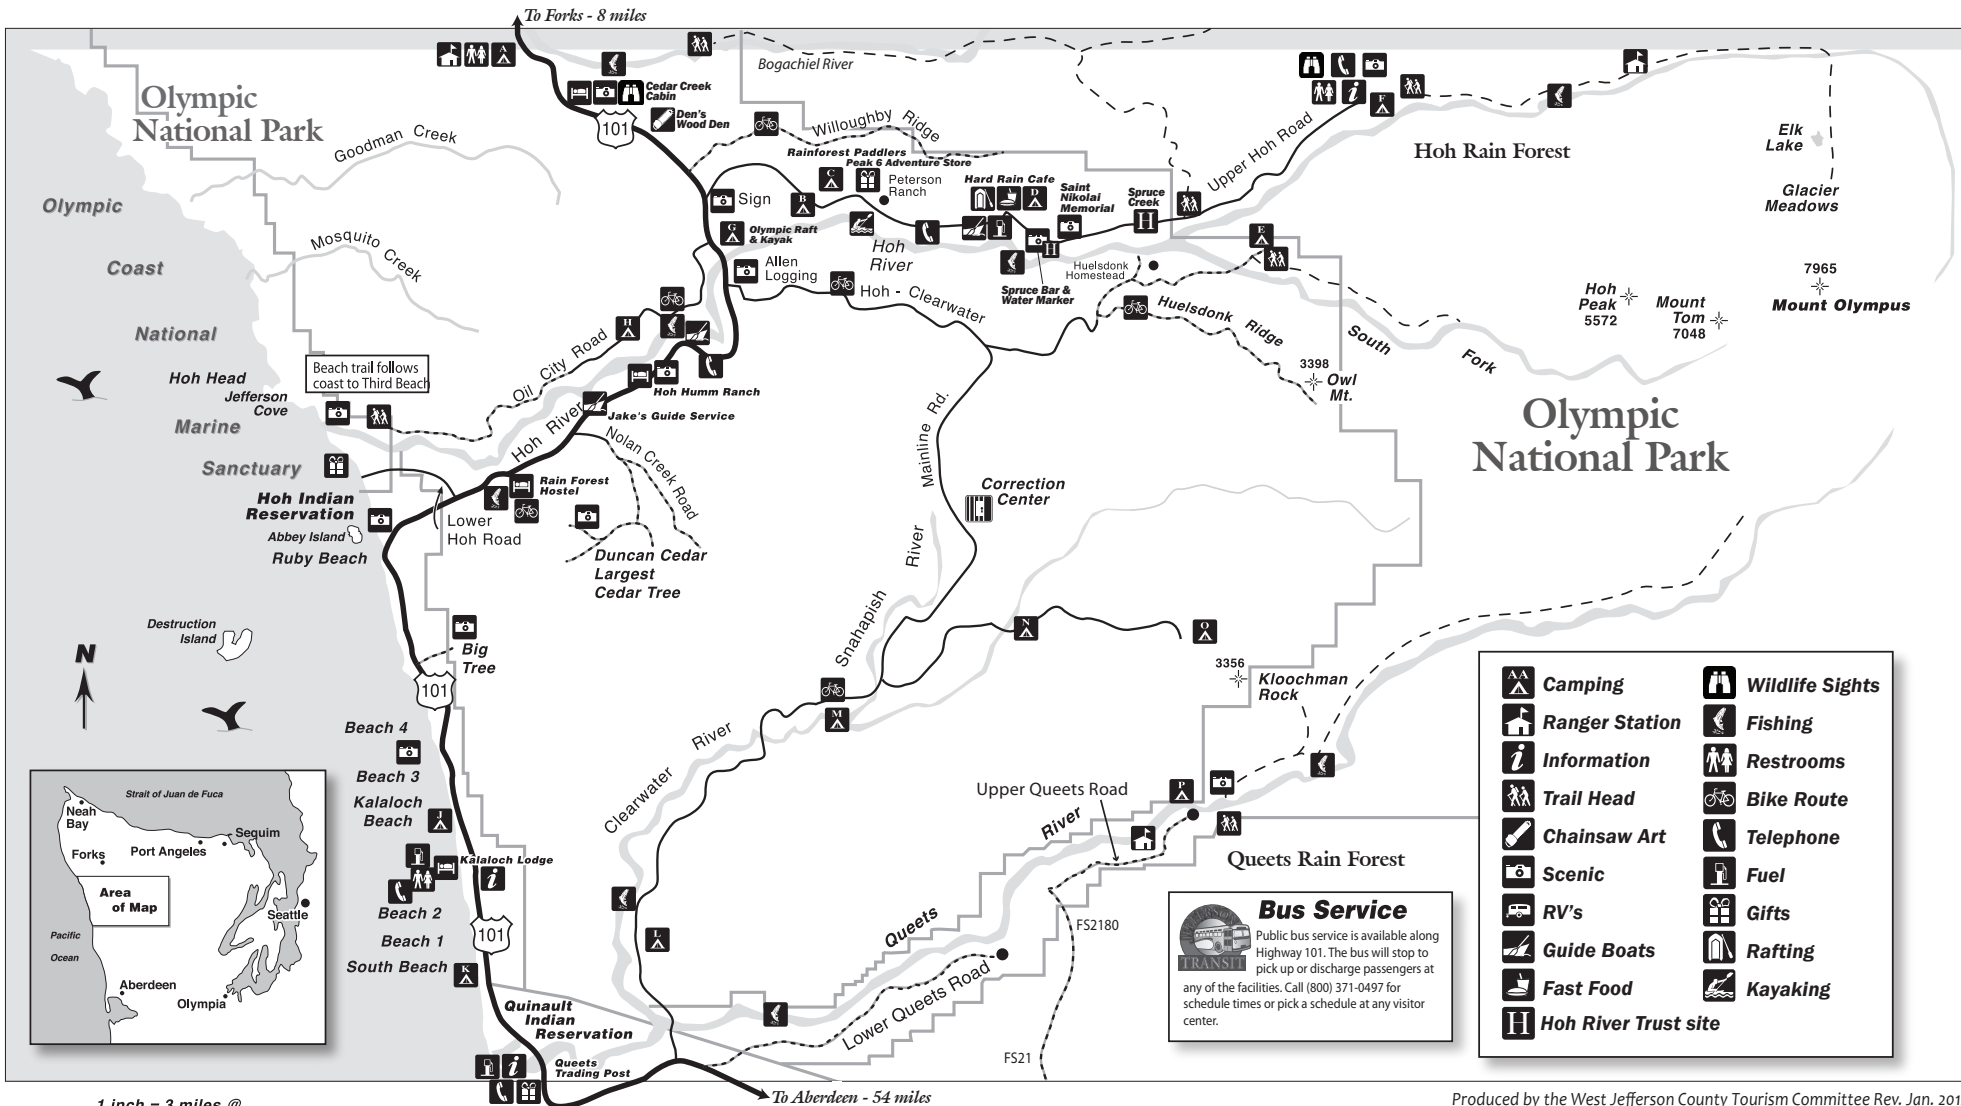 To Forks - 8 miles
Bogachiel River
Olympic
National Park
Cedar Creek
Cabin
Den's
Wood Den
101
Willoughby Ridge
Goodman Creek
Rainforest Paddlers
Peak 6 Adventure Store
Peterson
Ranch
Hard Rain Cafe
Saint
Nikolai
Memorial
Spruce
Creek
Upper Hoh Road
Hoh Rain Forest
Elk
Lake
Glacier
Meadows
A
B
C
D
E
F
G
H
H
H
Sign
Olympic Raft
& Kayak
Allen
Logging
Hoh
River
Hoh - Clearwater
Spruce Bar &
Water Marker
Huelsdonk
Homestead
Huelsdonk Ridge
South Fork
Hoh
Peak
5572
Mount
Tom
7048
7965
Mount Olympus
3398
Owl
Mt.
Olympic
Coast
National
Marine
Sanctuary
Mosquito Creek
Hoh Head
Jefferson
Cove
Beach trail follows
coast to Third Beach
Oil City Road
Hoh Humm Ranch
Jake's Guide Service
Hoh River
Nolan Creek Road
Rain Forest
Hostel
Lower
Hoh Road
Hoh Indian
Reservation
Abbey Island
Ruby Beach
Duncan Cedar
Largest
Cedar Tree
Mainline Rd.
Correction
Center
Olympic
National Park
Snahapish River
Destruction
Island
N
Big
Tree
101
N
O
M
3356
Kloochman
Rock
Clearwater River
Beach 4
Beach 3
Kalaloch
Beach
J
Kalaloch Lodge
Beach 2
Beach 1
South Beach
K
101
L
Upper Queets Road
P
Queets River
Queets Rain Forest
FS2180
FS21
Lower Queets Road
Quinault
Indian
Reservation
Queets
Trading Post
To Aberdeen - 54 miles
Strait of Juan de Fuca
Neah
Bay
Sequim
Forks
Port Angeles
Area
of Map
Seattle
Pacific
Ocean
Aberdeen
Olympia
Bus Service
TRANSIT
Public bus service is available along
Highway 101. The bus will stop to
pick up or discharge passengers at
any of the facilities. Call (800) 371-0497 for
schedule times or pick a schedule at any visitor
center.
AA
Camping
Ranger Station
Information
Trail Head
Chainsaw Art
Scenic
RV's
Guide Boats
Fast Food
H Hoh River Trust site
Wildlife Sights
Fishing
Restrooms
Bike Route
Telephone
Fuel
Gifts
Rafting
Kayaking
1 inch = 3 miles @
Produced by the West Jefferson County Tourism Committee Rev. Jan. 201